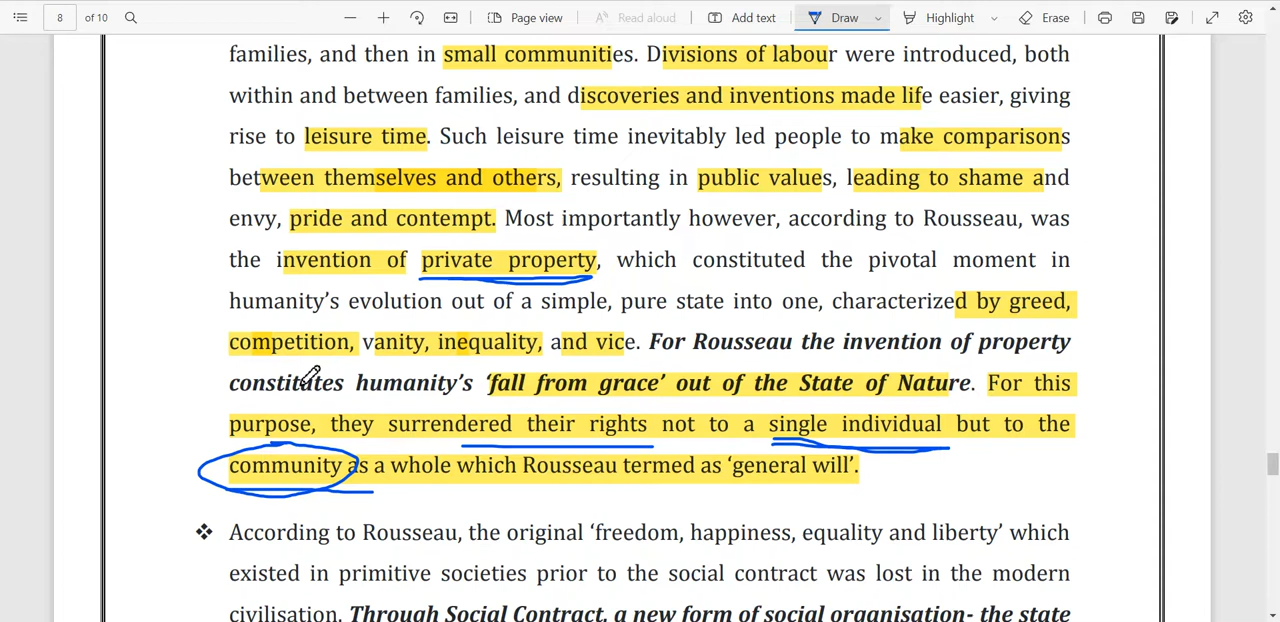 8 of 10 Page view Read aloud Add text Draw Highlight Erase
families, and then in small communities. Divisions of labour were introduced, both
within and between families, and discoveries and inventions made life easier, giving
rise to leisure time. Such leisure time inevitably led people to make comparisons
between themselves and others, resulting in public values, leading to shame and
envy, pride and contempt. Most importantly however, according to Rousseau, was
the invention of private property, which constituted the pivotal moment in
humanity’s evolution out of a simple, pure state into one, characterized by greed,
competition, vanity, inequality, and vice. For Rousseau the invention of property
constitutes humanity’s ‘fall from grace’ out of the State of Nature. For this
purpose, they surrendered their rights not to a single individual but to the
community as a whole which Rousseau termed as ‘general will’.
❖ According to Rousseau, the original ‘freedom, happiness, equality and liberty’ which
existed in primitive societies prior to the social contract was lost in the modern
civilisation. Through Social Contract, a new form of social organisation- the state